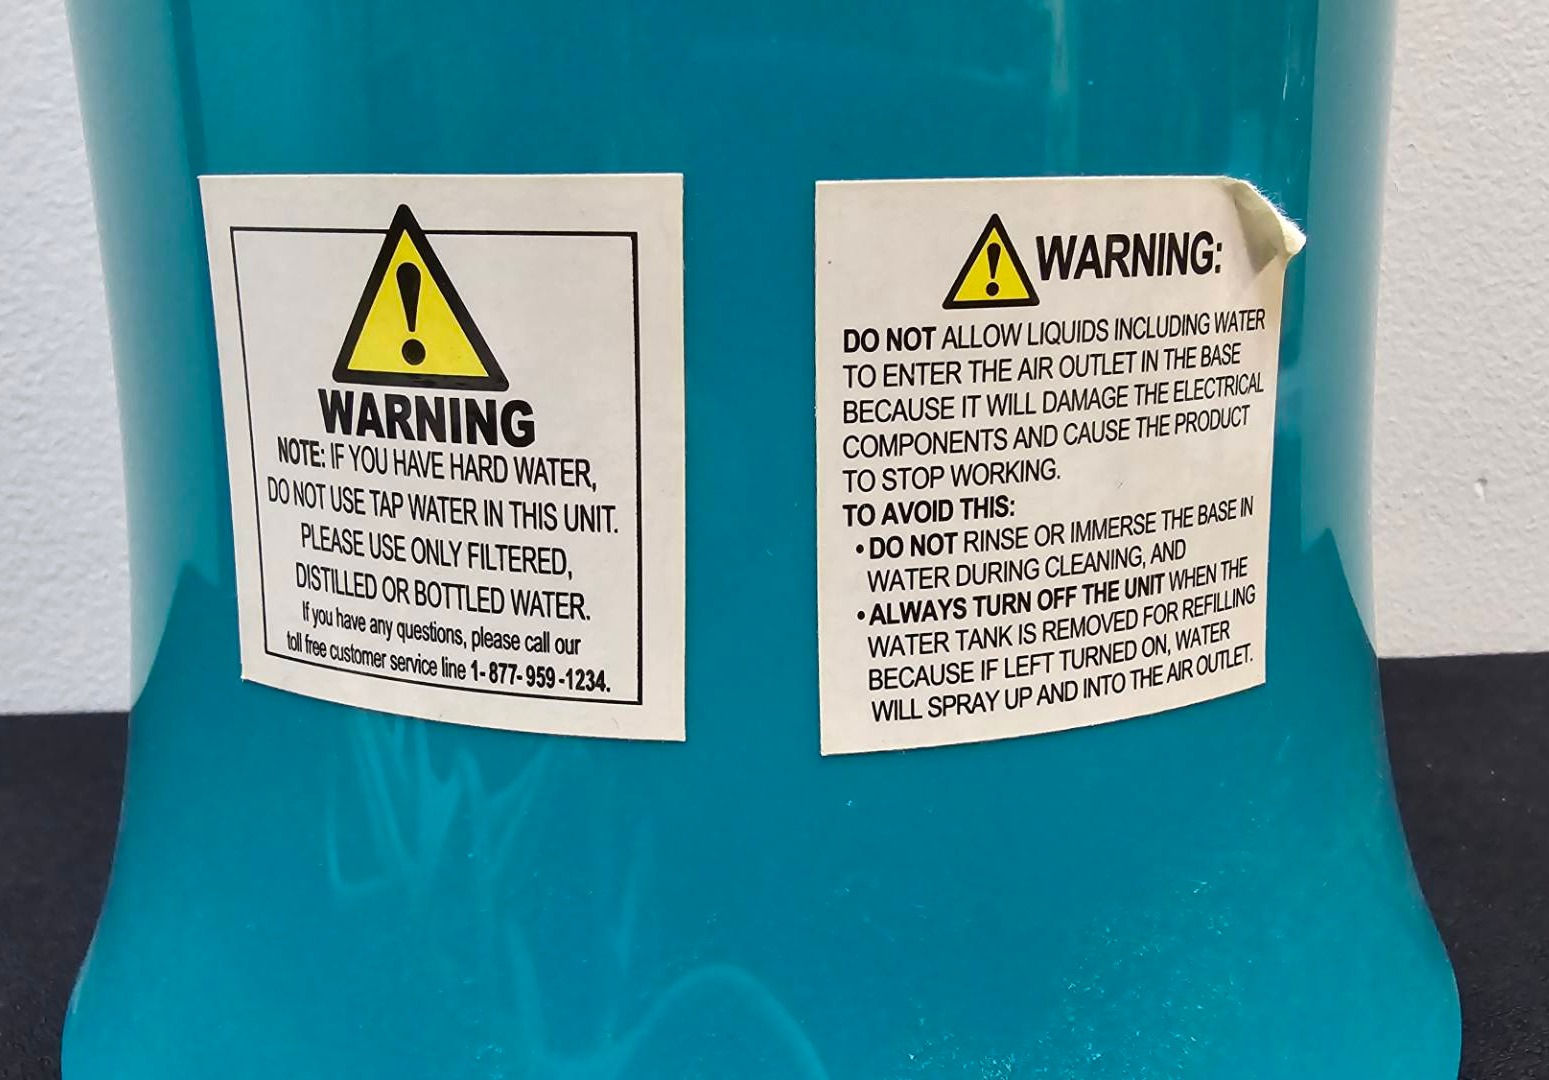 WARNING
NOTE: IF YOU HAVE HARD WATER,
DO NOT USE TAP WATER IN THIS UNIT.
PLEASE USE ONLY FILTERED,
DISTILLED OR BOTTLED WATER.
If you have any questions, please call our
toll free customer service line 1-877-959-1234.
WARNING:
DO NOT ALLOW LIQUIDS INCLUDING WATER
TO ENTER THE AIR OUTLET IN THE BASE
BECAUSE IT WILL DAMAGE THE ELECTRICAL
COMPONENTS AND CAUSE THE PRODUCT
TO STOP WORKING.
TO AVOID THIS:
• DO NOT RINSE OR IMMERSE THE BASE IN
WATER DURING CLEANING, AND
• ALWAYS TURN OFF THE UNIT WHEN THE
WATER TANK IS REMOVED FOR REFILLING
BECAUSE IF LEFT TURNED ON, WATER
WILL SPRAY UP AND INTO THE AIR OUTLET.